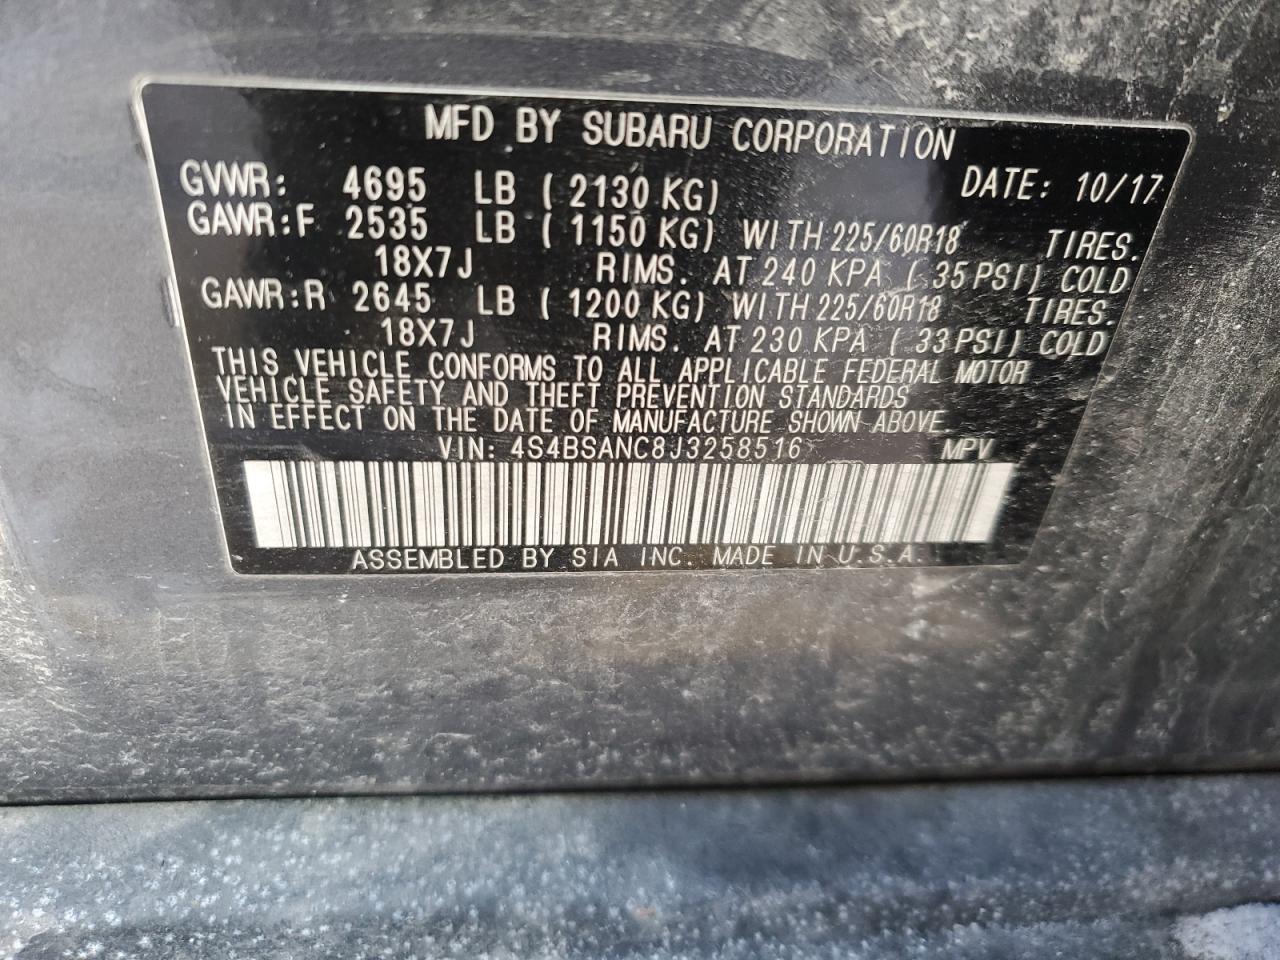 MFD BY SUBARU CORPORATION
GVWR: 4695 LB ( 2130 KG) DATE: 10/17
GAWR:F 2535 LB ( 1150 KG) WITH 225/60R18 TIRES.
18X7J RIMS. AT 240 KPA ( 35 PSI) COLD
GAWR:R 2645 LB ( 1200 KG) WITH 225/60R18 TIRES.
18X7J RIMS. AT 230 KPA ( 33 PSI) COLD
THIS VEHICLE CONFORMS TO ALL APPLICABLE FEDERAL MOTOR
VEHICLE SAFETY AND THEFT PREVENTION STANDARDS
IN EFFECT ON THE DATE OF MANUFACTURE SHOWN ABOVE.
VIN: 4S4BSANC8J3258516 MPV
ASSEMBLED BY SIA INC. MADE IN U.S.A.